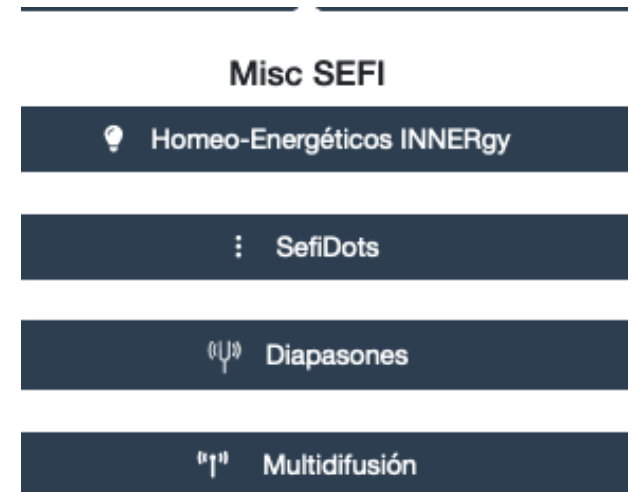 Misc SEFI
Homeo-Energéticos INNERgy
SefiDots
Diapasones
Multidifusión